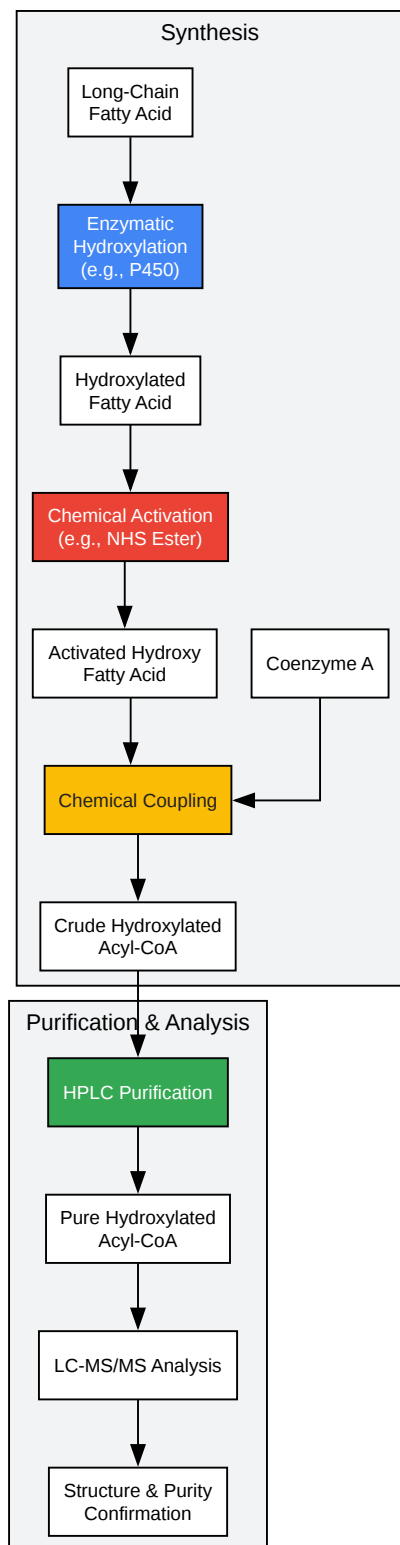 Synthesis
Long-Chain
Fatty Acid
Enzymatic
Hydroxylation
(e.g., P450)
Hydroxylated
Fatty Acid
Chemical Activation
(e.g., NHS Ester)
Activated Hydroxy
Fatty Acid
Coenzyme A
Chemical Coupling
Crude Hydroxylated
Acyl-CoA
Purification & Analysis
HPLC Purification
Pure Hydroxylated
Acyl-CoA
LC-MS/MS Analysis
Structure & Purity
Confirmation